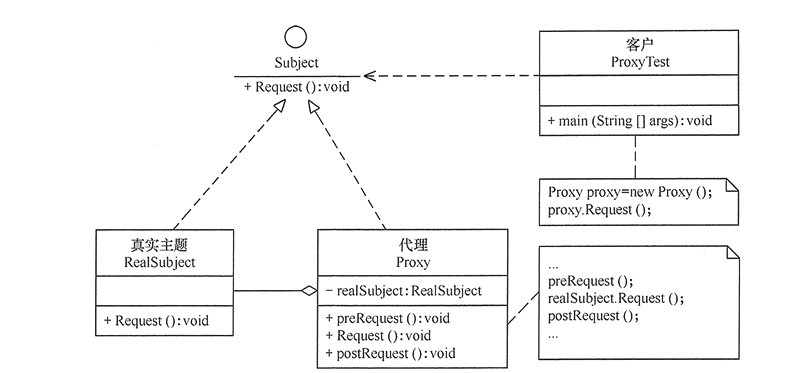 Subject
+ Request ():void
客户
ProxyTest
+ main (String [] args):void
Proxy proxy=new Proxy ();
proxy.Request ();
真实主题
RealSubject
+ Request ():void
代理
Proxy
− realSubject:RealSubject
+ preRequest ():void
+ Request ():void
+ postRequest ():void
...
preRequest ();
realSubject.Request ();
postRequest ();
...